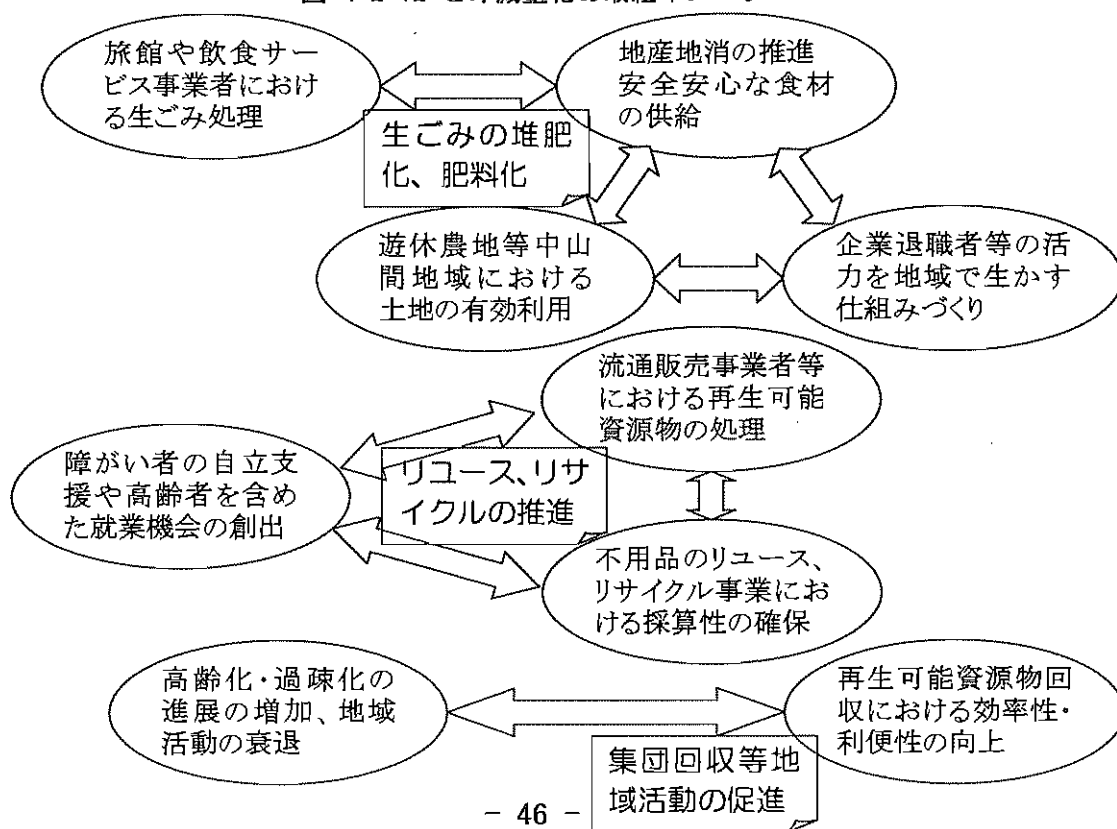 旅館や飲食サー
ビス事業者におけ
る生ごみ処理
地産地消の推進
安全安心な食材
の供給
生ごみの堆肥
化、肥料化
遊休農地等中山
間地域における
土地の有効利用
企業退職者等の活
力を地域で生かす
仕組みづくり
流通販売事業者等
における再生可能
資源物の処理
障がい者の自立支
援や高齢者を含め
た就業機会の創出
リユース、リサ
イクルの推進
不用品のリユース、
リサイクル事業にお
ける採算性の確保
高齢化・過疎化の
進展の増加、地域
活動の衰退
再生可能資源物回
収における効率性・
利便性の向上
集団回収等地
域活動の促進
- 46 -